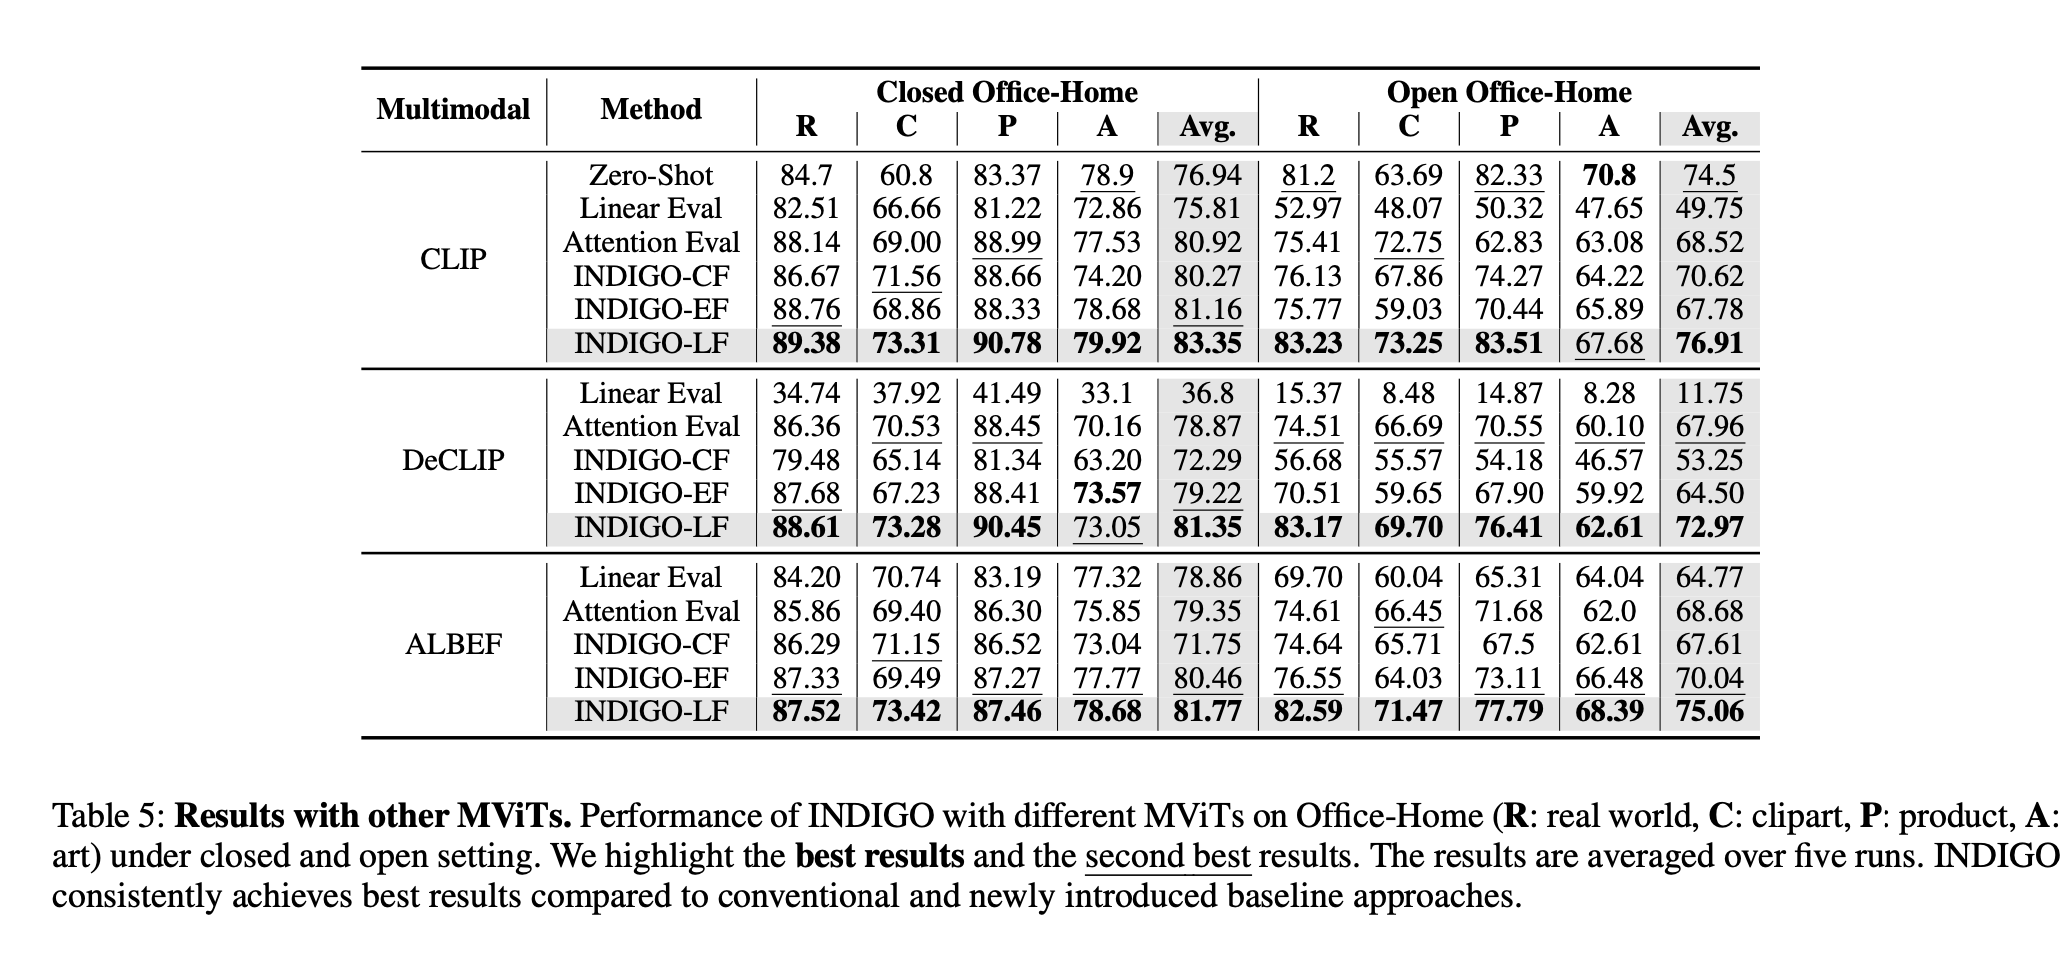 Multimodal Method Closed Office-Home Open Office-Home
R C P A Avg. R C P A Avg.
CLIP
Zero-Shot 84.7 60.8 83.37 78.9 76.94 81.2 63.69 82.33 70.8 74.5
Linear Eval 82.51 66.66 81.22 72.86 75.81 52.97 48.07 50.32 47.65 49.75
Attention Eval 88.14 69.00 88.99 77.53 80.92 75.41 72.75 62.83 63.08 68.52
INDIGO-CF 86.67 71.56 88.66 74.20 80.27 76.13 67.86 74.27 64.22 70.62
INDIGO-EF 88.76 68.86 88.33 78.68 81.16 75.77 59.03 70.44 65.89 67.78
INDIGO-LF 89.38 73.31 90.78 79.92 83.35 83.23 73.25 83.51 67.68 76.91
DeCLIP
Linear Eval 34.74 37.92 41.49 33.1 36.8 15.37 8.48 14.87 8.28 11.75
Attention Eval 86.36 70.53 88.45 70.16 78.87 74.51 66.69 70.55 60.10 67.96
INDIGO-CF 79.48 65.14 81.34 63.20 72.29 56.68 55.57 54.18 46.57 53.25
INDIGO-EF 87.68 67.23 88.41 73.57 79.22 70.51 59.65 67.90 59.92 64.50
INDIGO-LF 88.61 73.28 90.45 73.05 81.35 83.17 69.70 76.41 62.61 72.97
ALBEF
Linear Eval 84.20 70.74 83.19 77.32 78.86 69.70 60.04 65.31 64.04 64.77
Attention Eval 85.86 69.40 86.30 75.85 79.35 74.61 66.45 71.68 62.0 68.68
INDIGO-CF 86.29 71.15 86.52 73.04 71.75 74.64 65.71 67.5 62.61 67.61
INDIGO-EF 87.33 69.49 87.27 77.77 80.46 76.55 64.03 73.11 66.48 70.04
INDIGO-LF 87.52 73.42 87.46 78.68 81.77 82.59 71.47 77.79 68.39 75.06
Table 5: Results with other MViTs. Performance of INDIGO with different MViTs on Office-Home (R: real world, C: clipart, P: product, A:
art) under closed and open setting. We highlight the best results and the second best results. The results are averaged over five runs. INDIGO
consistently achieves best results compared to conventional and newly introduced baseline approaches.